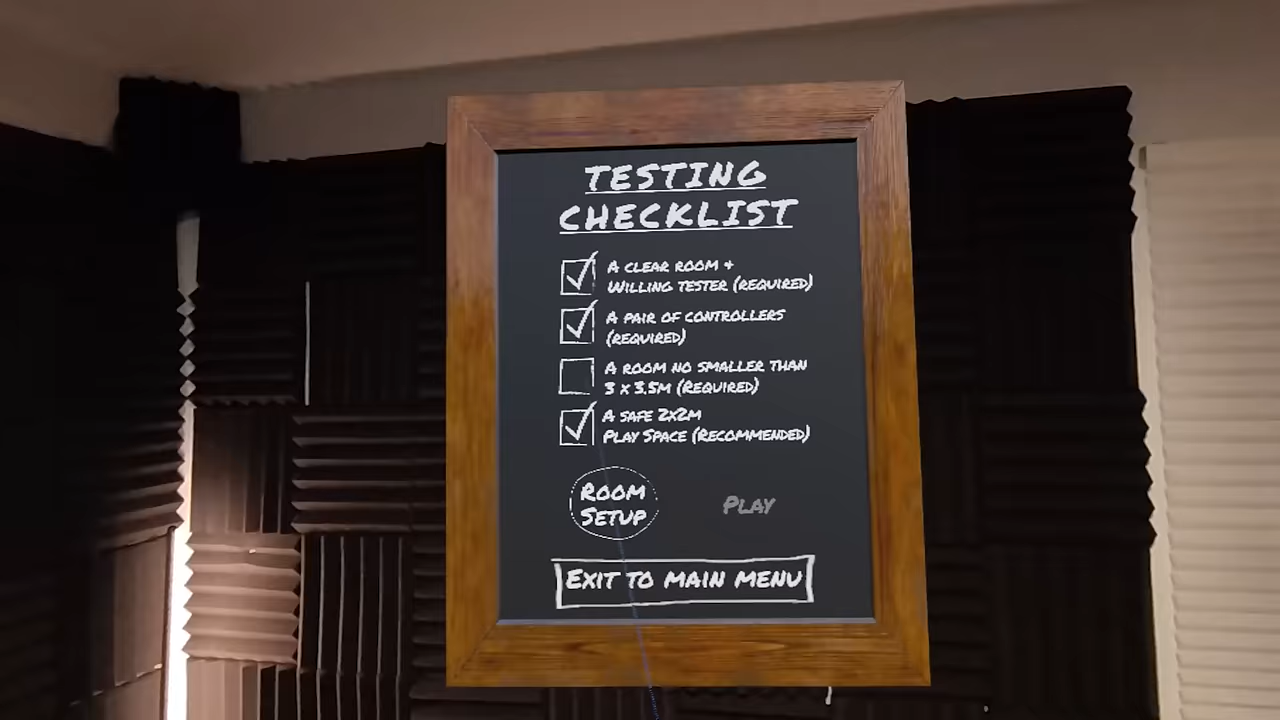 TESTING
CHECKLIST
A CLEAR ROOM +
WILLING TESTER (REQUIRED)
A PAIR OF CONTROLLERS
(REQUIRED)
A ROOM NO SMALLER THAN
3 X 3.5M (REQUIRED)
A SAFE 2X2M
PLAY SPACE (RECOMMENDED)
ROOM
SETUP
PLAY
EXIT TO MAIN MENU